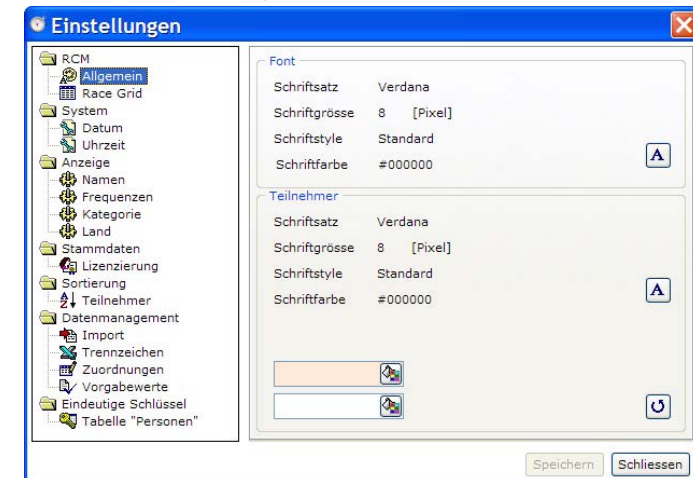 Einstellungen
RCM
Allgemein
Race Grid
System
Datum
Uhrzeit
Anzeige
Namen
Frequenzen
Kategorie
Land
Stammdaten
Lizenzierung
Sortierung
Teilnehmer
Datenmanagement
Import
Trennzeichen
Zuordnungen
Vorgabewerte
Eindeutige Schlüssel
Tabelle "Personen"
Font
Schriftsatz Verdana
Schriftgrösse 8 [Pixel]
Schriftstyle Standard
Schriftfarbe #000000
A
Teilnehmer
Schriftsatz Verdana
Schriftgrösse 8 [Pixel]
Schriftstyle Standard
Schriftfarbe #000000
A
Speichern Schliessen